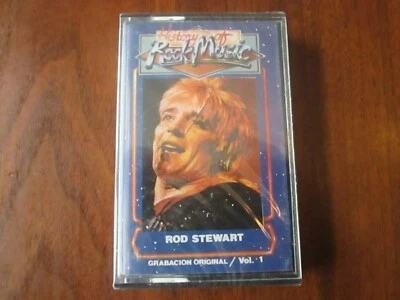 History of
Rock Music
ROD STEWART
GRABACION ORIGINAL / Vol. 1